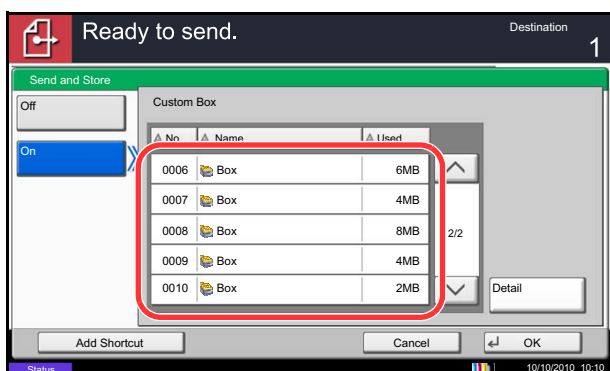 Ready to send.
Destination
1
Send and Store
Off
On
Custom Box
No. Name Used
0006 Box 6MB
0007 Box 4MB
0008 Box 8MB
0009 Box 4MB
0010 Box 2MB
2/2
Detail
Add Shortcut
Cancel
OK
Status
10/10/2010 10:10